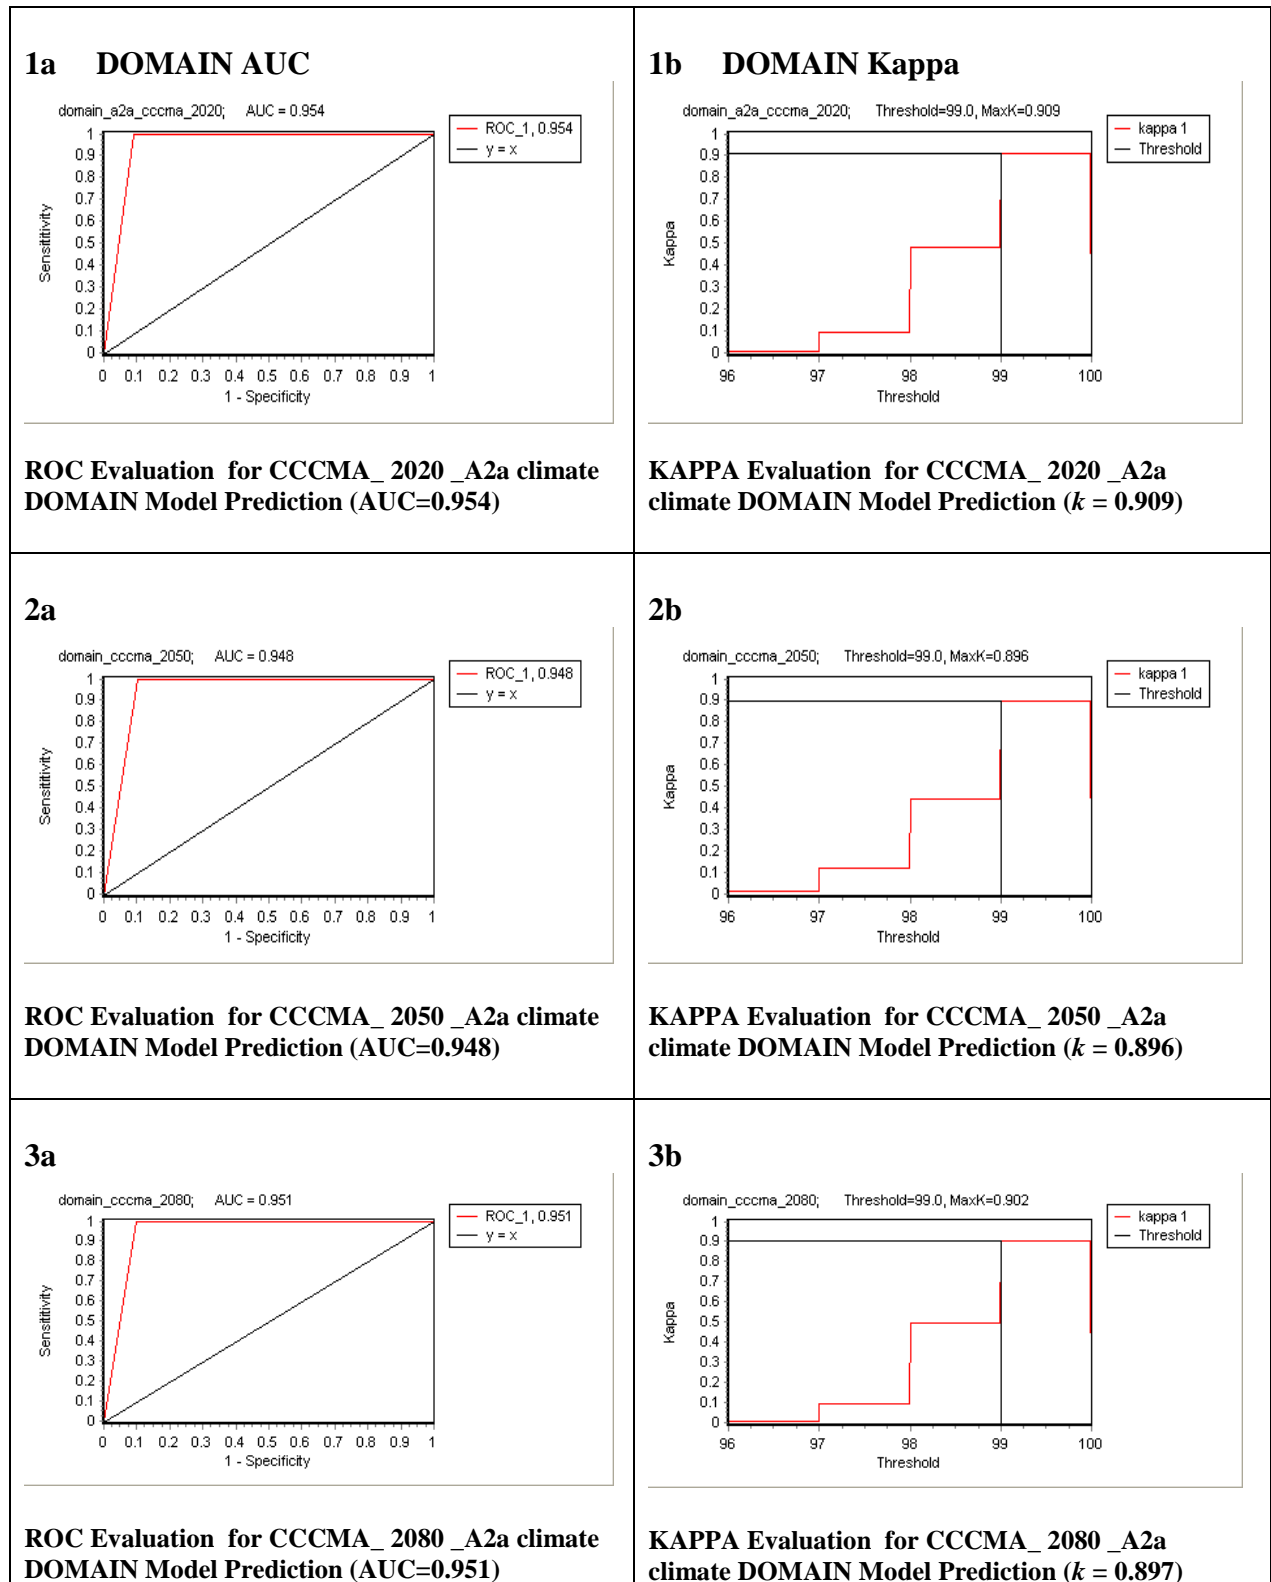 1a DOMAIN AUC
domain_a2a_cccma_2020; AUC = 0.954
ROC_1, 0.954
y = x
1
0.9
0.8
0.7
0.6
0.5
0.4
0.3
0.2
0.1
0
Sensititivity
0 0.1 0.2 0.3 0.4 0.5 0.6 0.7 0.8 0.9 1
1 - Specificity
ROC Evaluation for CCCMA_ 2020 _A2a climate
DOMAIN Model Prediction (AUC=0.954)
1b DOMAIN Kappa
domain_a2a_cccma_2020; Threshold=99.0, MaxK=0.909
kappa 1
Threshold
1
0.9
0.8
0.7
0.6
0.5
0.4
0.3
0.2
0.1
0
Kappa
96 97 98 99 100
Threshold
KAPPA Evaluation for CCCMA_ 2020 _A2a
climate DOMAIN Model Prediction (k = 0.909)
2a
domain_cccma_2050; AUC = 0.948
ROC_1, 0.948
y = x
1
0.9
0.8
0.7
0.6
0.5
0.4
0.3
0.2
0.1
0
Sensititivity
0 0.1 0.2 0.3 0.4 0.5 0.6 0.7 0.8 0.9 1
1 - Specificity
ROC Evaluation for CCCMA_ 2050 _A2a climate
DOMAIN Model Prediction (AUC=0.948)
2b
domain_cccma_2050; Threshold=99.0, MaxK=0.896
kappa 1
Threshold
1
0.9
0.8
0.7
0.6
0.5
0.4
0.3
0.2
0.1
0
Kappa
96 97 98 99 100
Threshold
KAPPA Evaluation for CCCMA_ 2050 _A2a
climate DOMAIN Model Prediction (k = 0.896)
3a
domain_cccma_2080; AUC = 0.951
ROC_1, 0.951
y = x
1
0.9
0.8
0.7
0.6
0.5
0.4
0.3
0.2
0.1
0
Sensititivity
0 0.1 0.2 0.3 0.4 0.5 0.6 0.7 0.8 0.9 1
1 - Specificity
ROC Evaluation for CCCMA_ 2080 _A2a climate
DOMAIN Model Prediction (AUC=0.951)
3b
domain_cccma_2080; Threshold=99.0, MaxK=0.902
kappa 1
Threshold
1
0.9
0.8
0.7
0.6
0.5
0.4
0.3
0.2
0.1
0
Kappa
96 97 98 99 100
Threshold
KAPPA Evaluation for CCCMA_ 2080 _A2a
climate DOMAIN Model Prediction (k = 0.897)